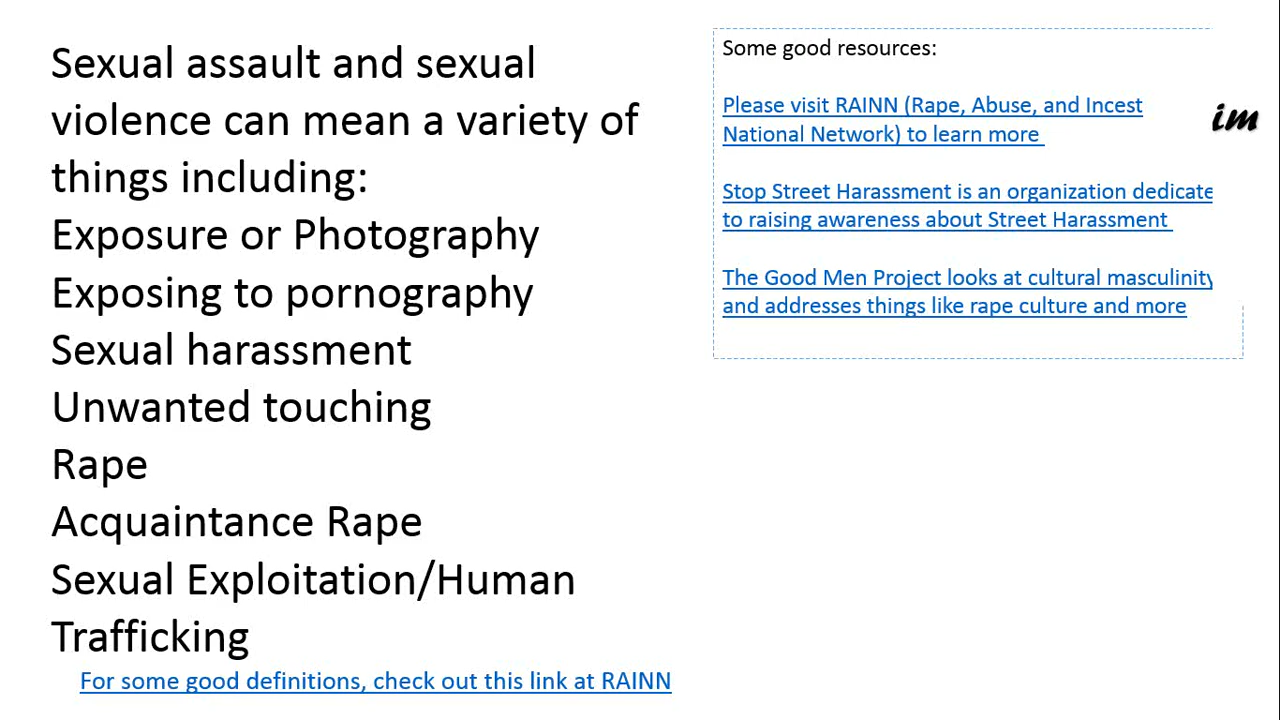 Sexual assault and sexual
violence can mean a variety of
things including:
Exposure or Photography
Exposing to pornography
Sexual harassment
Unwanted touching
Rape
Acquaintance Rape
Sexual Exploitation/Human
Trafficking
For some good definitions, check out this link at RAINN
Some good resources:
Please visit RAINN (Rape, Abuse, and Incest
National Network) to learn more
Stop Street Harassment is an organization dedicate
to raising awareness about Street Harassment
The Good Men Project looks at cultural masculinity
and addresses things like rape culture and more
im